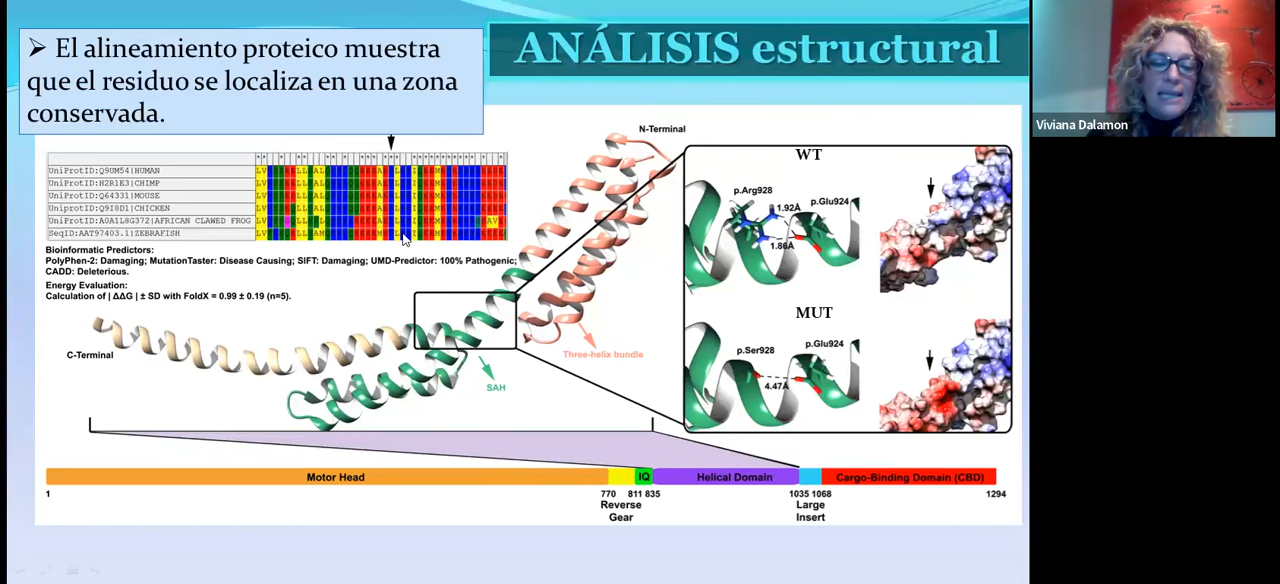 ➢ El alineamiento proteico muestra
que el residuo se localiza en una zona
conservada.
ANÁLISIS estructural
Viviana Dalamon
UniProtID:Q9UM54|HUMAN
UniProtID:H2R1E3|CHIMP
UniProtID:Q64331|MOUSE
UniprotID:Q9I8D1|CHICKEN
UniProtID:A0A1L8G372|AFRICAN CLAWED FROG
SeqID:AAT97403.1|ZEBRAFISH
Bioinformatic Predictors:
PolyPhen-2: Damaging; MutationTaster: Disease Causing; SIFT: Damaging; UMD-Predictor: 100% Pathogenic;
CADD: Deleterious.
Energy Evaluation:
Calculation of | ΔΔG | ± SD with FoldX = 0.99 ± 0.19 (n=5).
N-Terminal
C-Terminal
Three-helix bundle
SAH
WT
p.Arg928
p.Glu924
1.92Å
1.86Å
MUT
p.Ser928
p.Glu924
4.47Å
Motor Head
IQ
Helical Domain
Cargo-Binding Domain (CBD)
1
770
811
835
1035
1068
1294
Reverse
Gear
Large
Insert